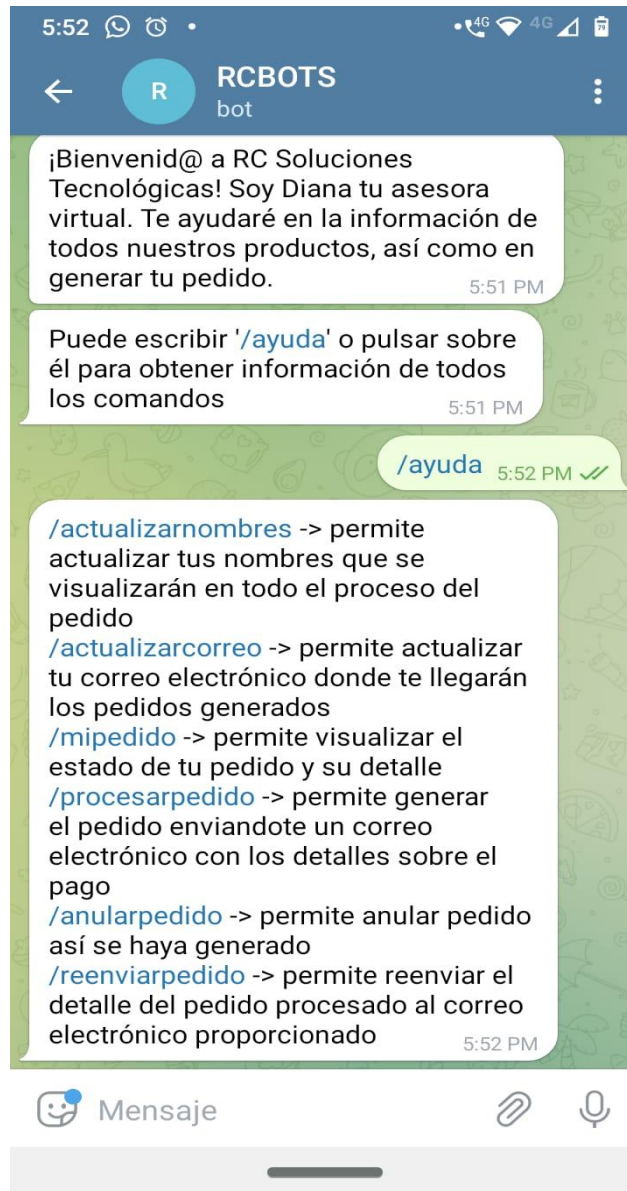 5:52
4G 4G 79
R
RCBOTS
bot
¡Bienvenid@ a RC Soluciones
Tecnológicas! Soy Diana tu asesora
virtual. Te ayudaré en la información de
todos nuestros productos, así como en
generar tu pedido.
5:51 PM
Puede escribir '/ayuda' o pulsar sobre
él para obtener información de todos
los comandos
5:51 PM
/ayuda 5:52 PM
/actualizarnombres -> permite
actualizar tus nombres que se
visualizarán en todo el proceso del
pedido
/actualizarcorreo -> permite actualizar
tu correo electrónico donde te llegarán
los pedidos generados
/mipedido -> permite visualizar el
estado de tu pedido y su detalle
/procesarpedido -> permite generar
el pedido enviandote un correo
electrónico con los detalles sobre el
pago
/anularpedido -> permite anular pedido
así se haya generado
/reenviarpedido -> permite reenviar el
detalle del pedido procesado al correo
electrónico proporcionado
5:52 PM
Mensaje